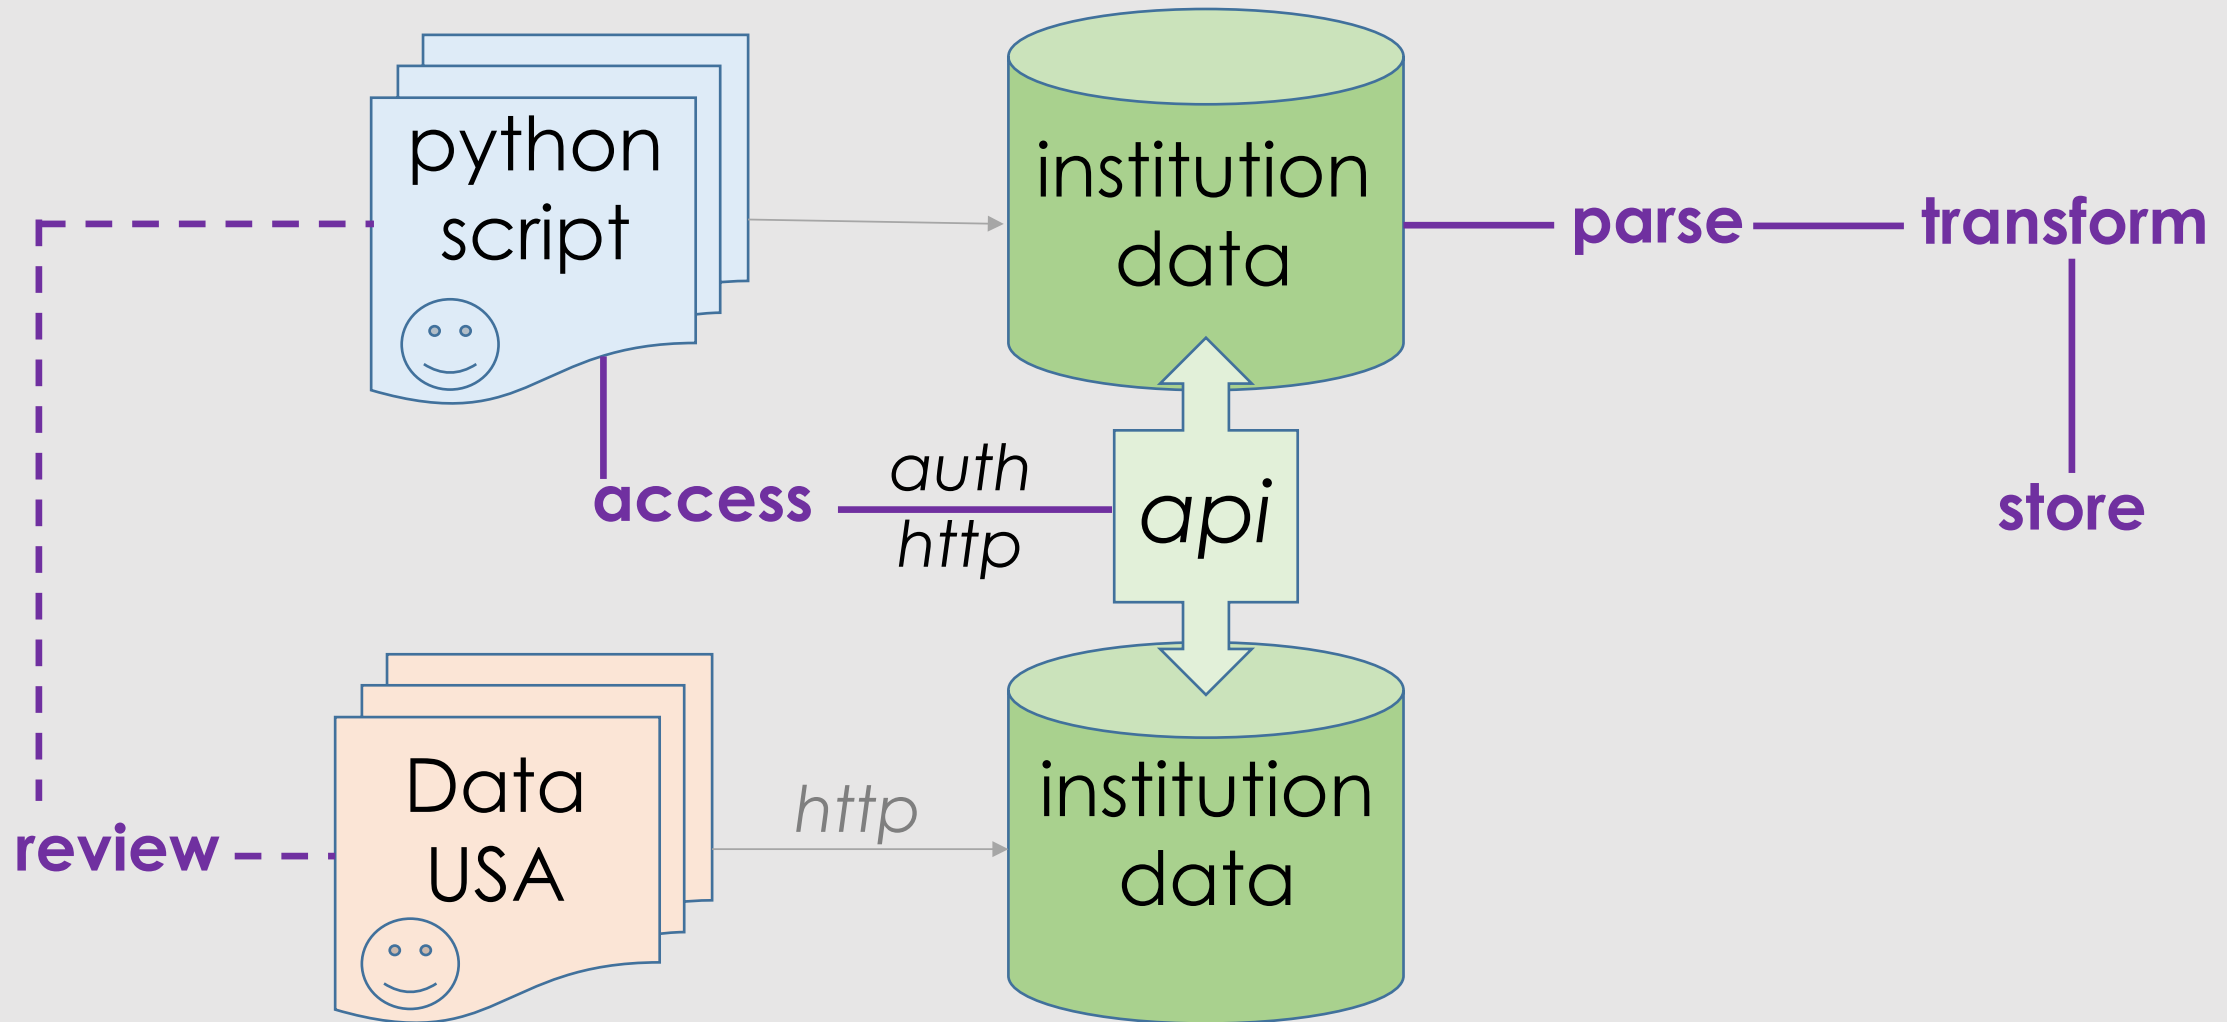 python
script
institution
data
parse
transform
access
auth
http
api
store
Data
USA
http
institution
data
review